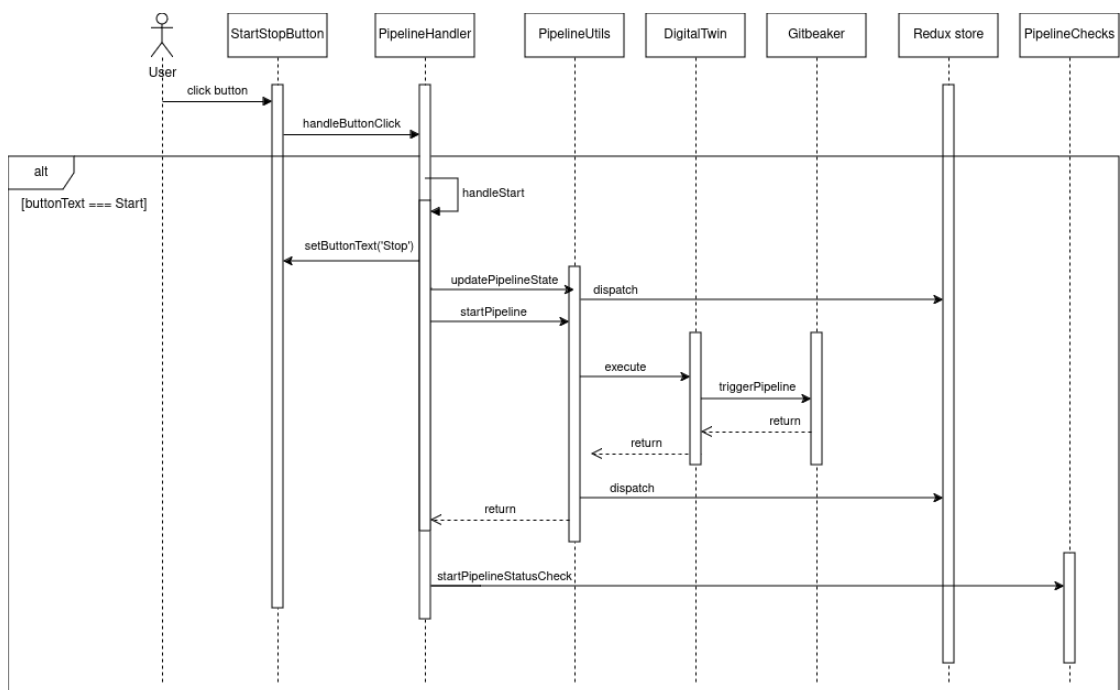 StartStopButton
PipelineHandler
PipelineUtils
DigitalTwin
Gitbeaker
Redux store
PipelineChecks
User
click button
handleButtonClick
alt
[buttonText === Start]
handleStart
setButtonText('Stop')
updatePipelineState
dispatch
startPipeline
execute
triggerPipeline
return
return
dispatch
return
startPipelineStatusCheck